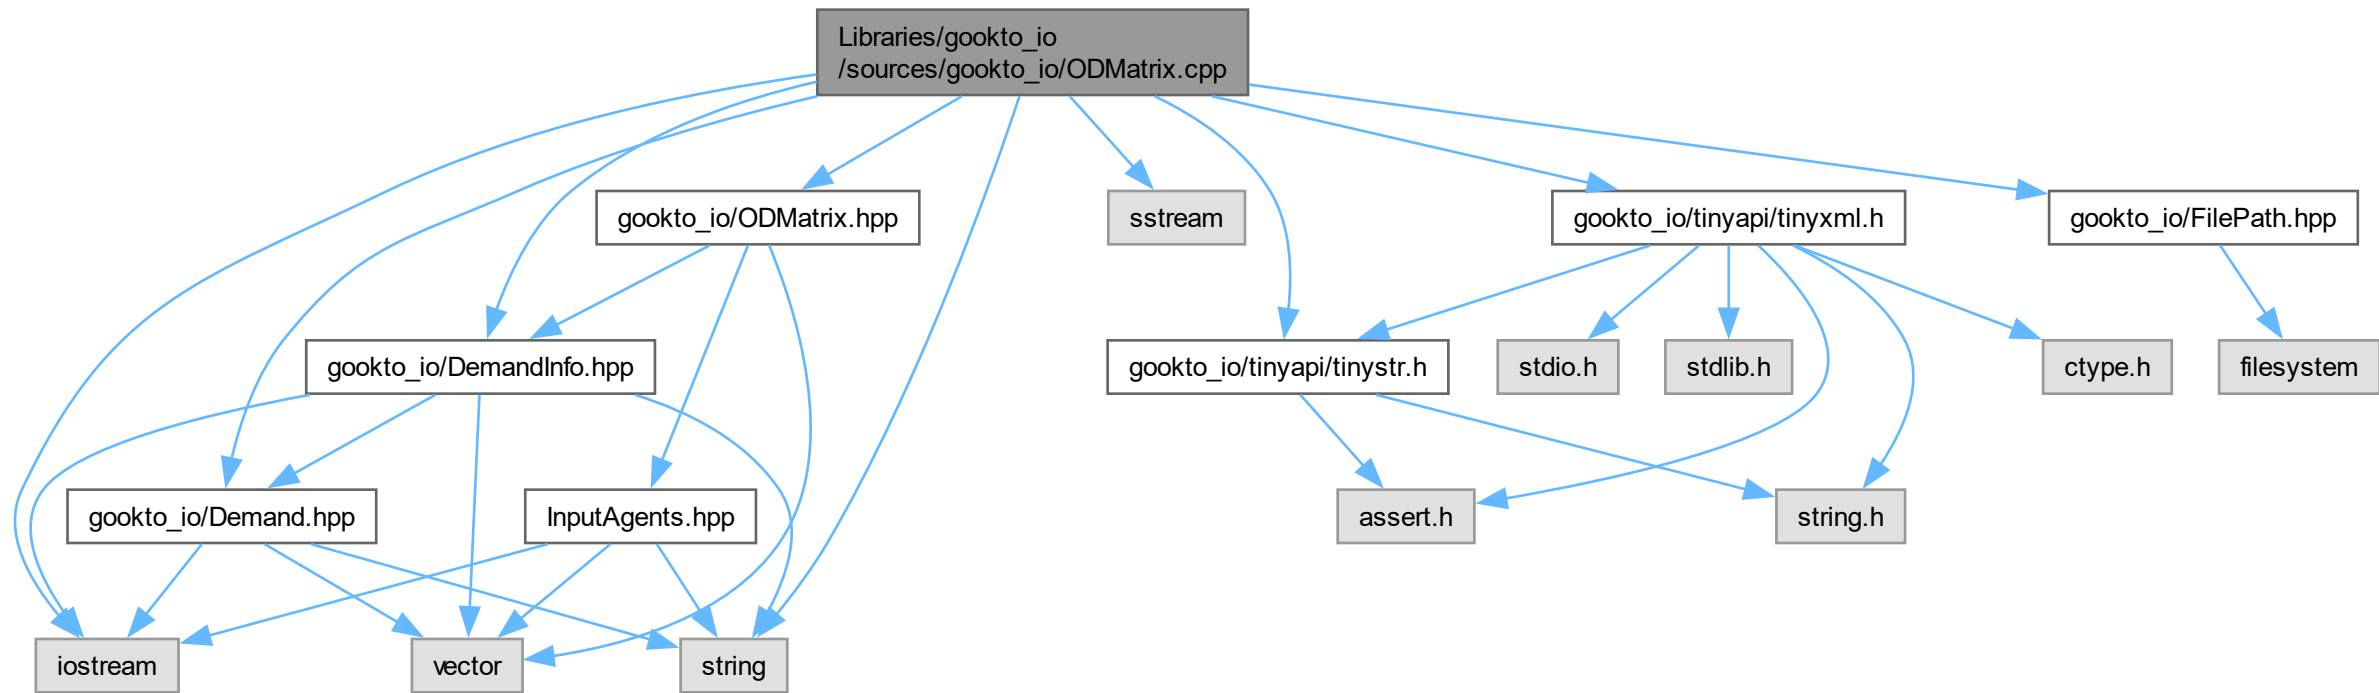 Libraries/gookto_io
/sources/gookto_io/ODMatrix.cpp
gookto_io/ODMatrix.hpp
sstream
gookto_io/tinyapi/tinyxml.h
gookto_io/FilePath.hpp
gookto_io/DemandInfo.hpp
gookto_io/tinyapi/tinystr.h
stdio.h
stdlib.h
ctype.h
filesystem
gookto_io/Demand.hpp
InputAgents.hpp
assert.h
string.h
iostream
vector
string